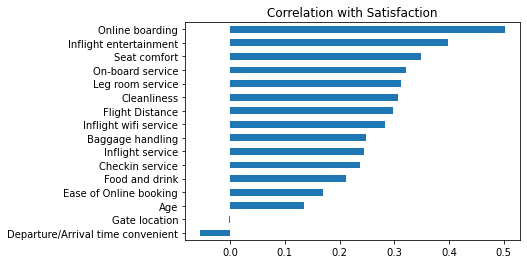 Correlation with Satisfaction
Online boarding
Inflight entertainment
Seat comfort
On-board service
Leg room service
Cleanliness
Flight Distance
Inflight wifi service
Baggage handling
Inflight service
Checkin service
Food and drink
Ease of Online booking
Age
Gate location
Departure/Arrival time convenient
0.0 0.1 0.2 0.3 0.4 0.5